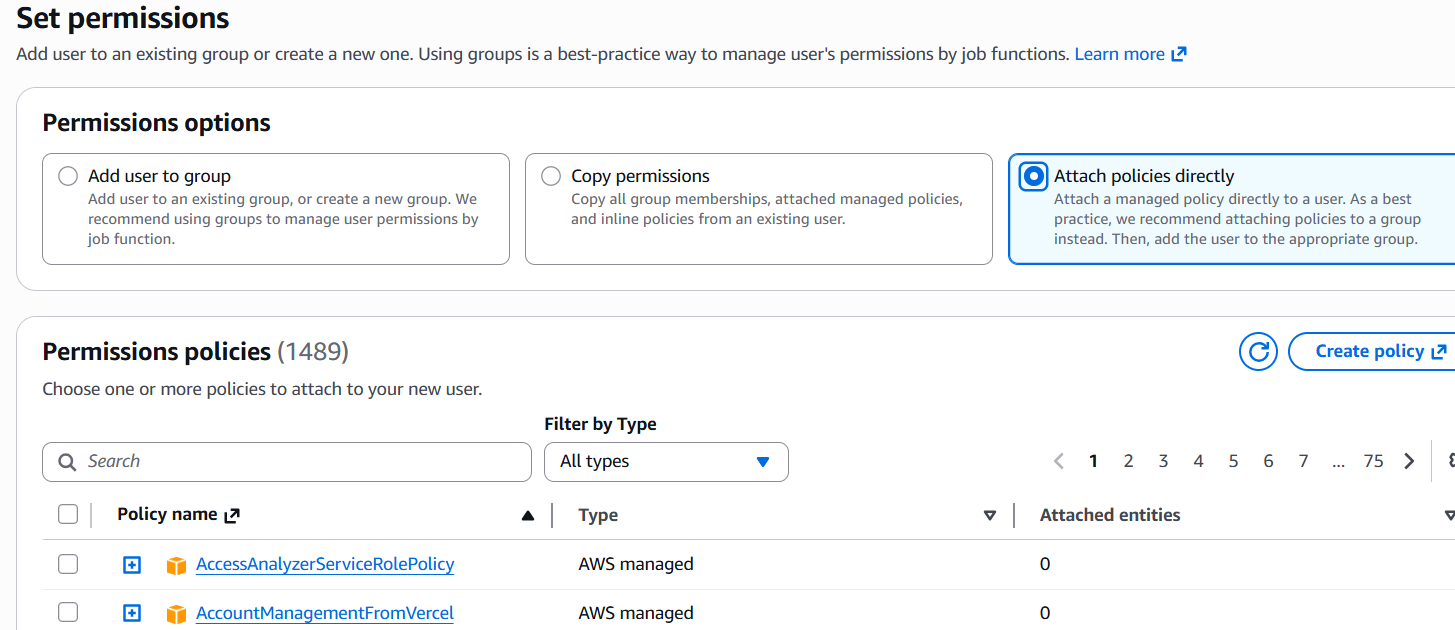 Set permissions
Add user to an existing group or create a new one. Using groups is a best-practice way to manage user's permissions by job functions. Learn more
Permissions options
Add user to group
Add user to an existing group, or create a new group. We
recommend using groups to manage user permissions by
job function.
Copy permissions
Copy all group memberships, attached managed policies,
and inline policies from an existing user.
Attach policies directly
Attach a managed policy directly to a user. As a best
practice, we recommend attaching policies to a group
instead. Then, add the user to the appropriate group.
Permissions policies (1489)
Create policy
Choose one or more policies to attach to your new user.
Filter by Type
Search
All types
1 2 3 4 5 6 7 ... 75
Policy name Type Attached entities
AccessAnalyzerServiceRolePolicy AWS managed 0
AccountManagementFromVercel AWS managed 0